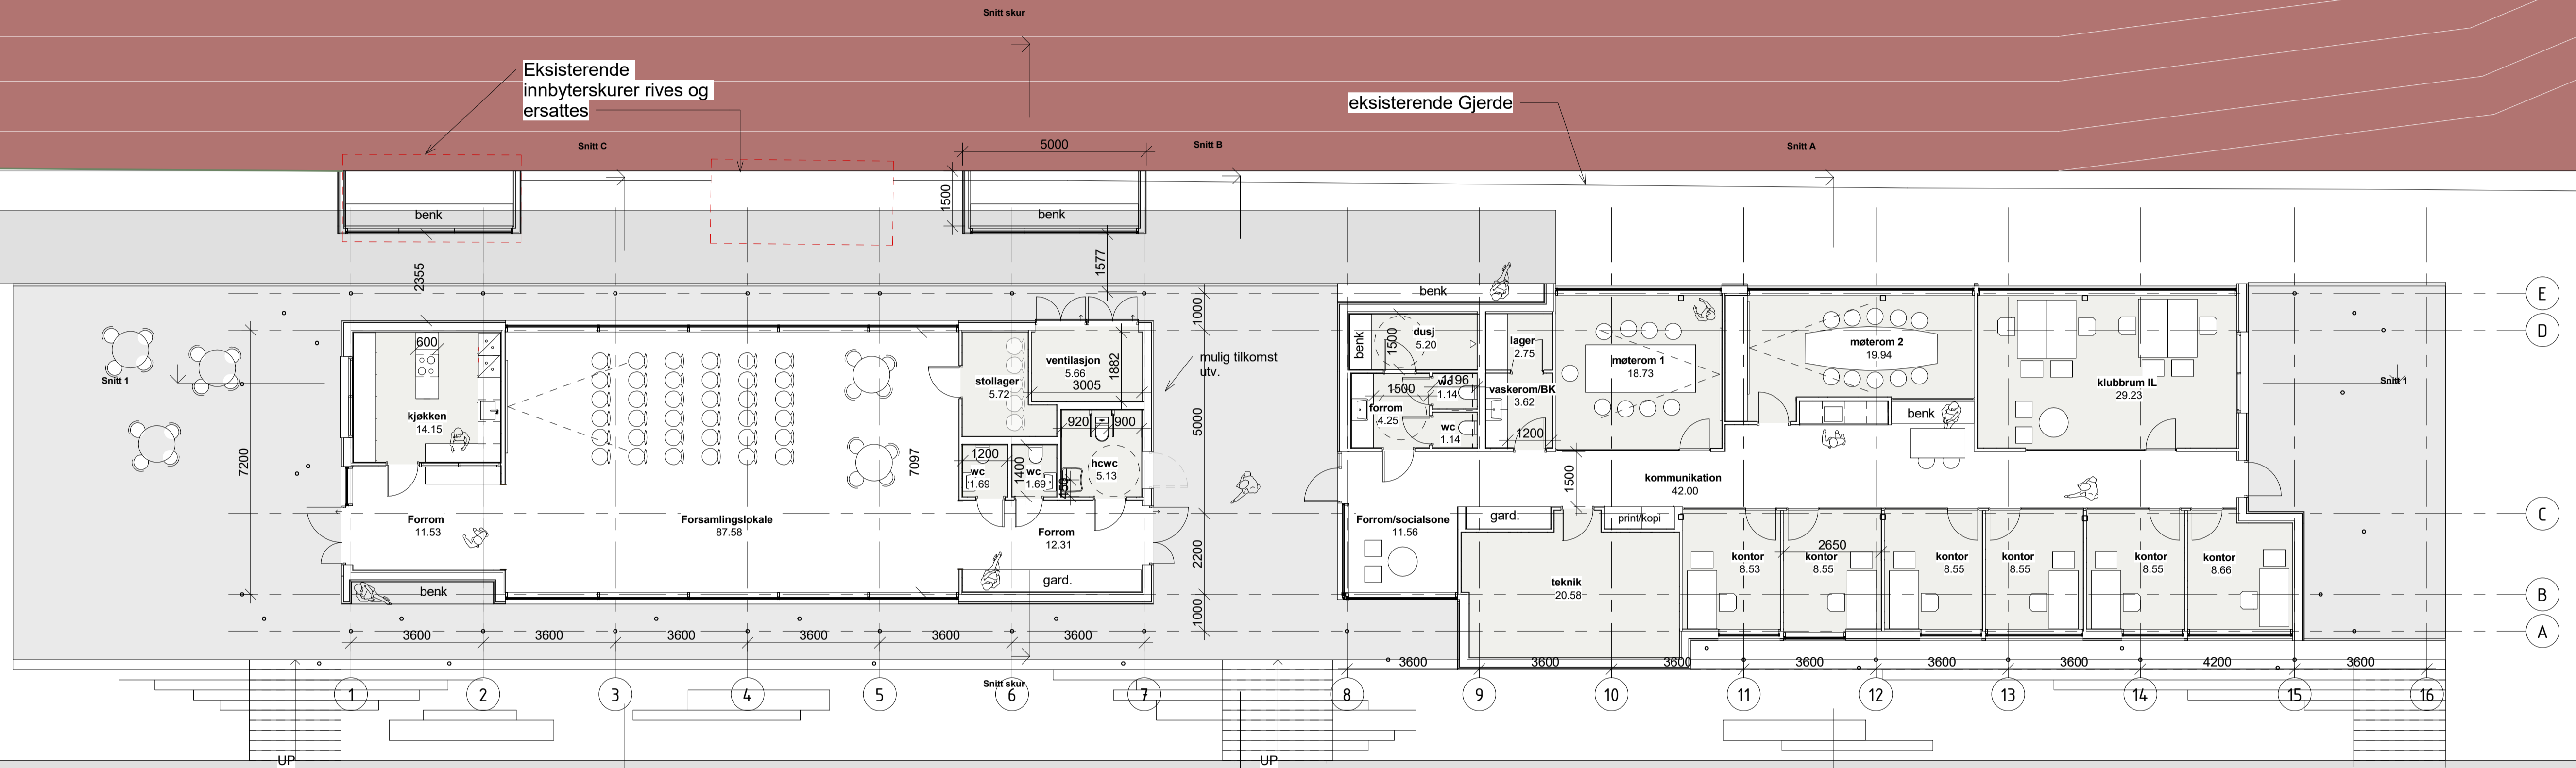 Snitt skur
Eksisterende
innbyterskurer rives og
ersattes
eksisterende Gjerde
Snitt C
5000
Snitt B
Snitt A
1500
benk
benk
2355
1577
1000
benk
E
D
C
B
A
Snitt 1
600
kjøkken
14.15
stollager
5.72
ventilasjon
5.66
1882
3005
mulig tilkomst
utv.
benk
1500
dusj
5.20
lager
2.75
møterom 1
18.73
møterom 2
19.94
klubbrum IL
29.23
Snitt 1
1500
wc
1196
1.14
forrom
4.25
wc
1.14
vaskerom/BK
3.62
1200
benk
920
900
5000
7200
7097
1200
1400
wc
1.69
wc
1.69
450
hcwc
5.13
1500
kommunikation
42.00
Forrom
11.53
Forsamlingslokale
87.58
Forrom
12.31
Forrom/socialsone
11.56
gard.
print/kopi
2200
benk
gard.
teknik
20.58
kontor
8.53
2650
kontor
8.55
kontor
8.55
kontor
8.55
kontor
8.55
kontor
8.66
1000
3600
3600
3600
3600
3600
3600
3600
3600
3600
3600
3600
3600
4200
3600
Snitt skur
1
2
3
4
5
6
7
8
9
10
11
12
13
14
15
16
UP
UP